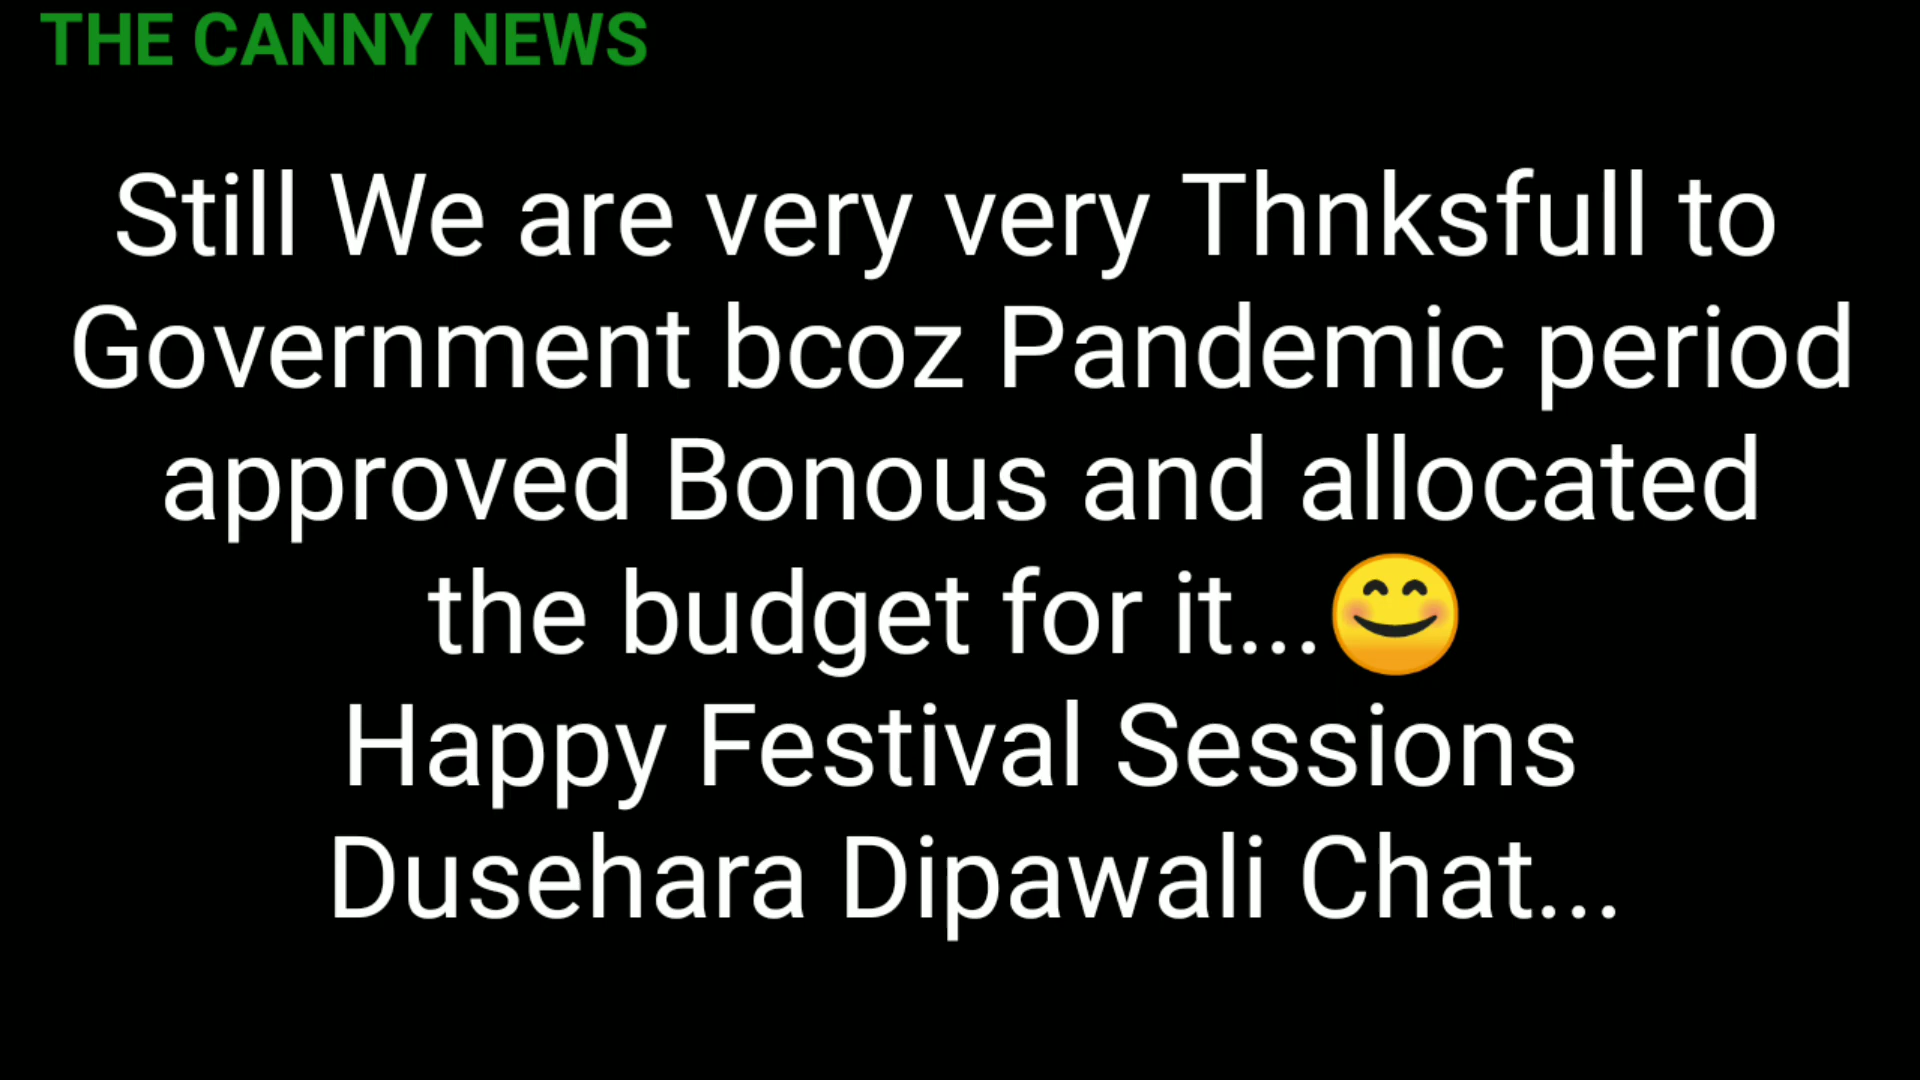 THE CANNY NEWS
Still We are very very Thnksfull to
Government bcoz Pandemic period
approved Bonous and allocated
the budget for it...😊
Happy Festival Sessions
Dusehara Dipawali Chat...